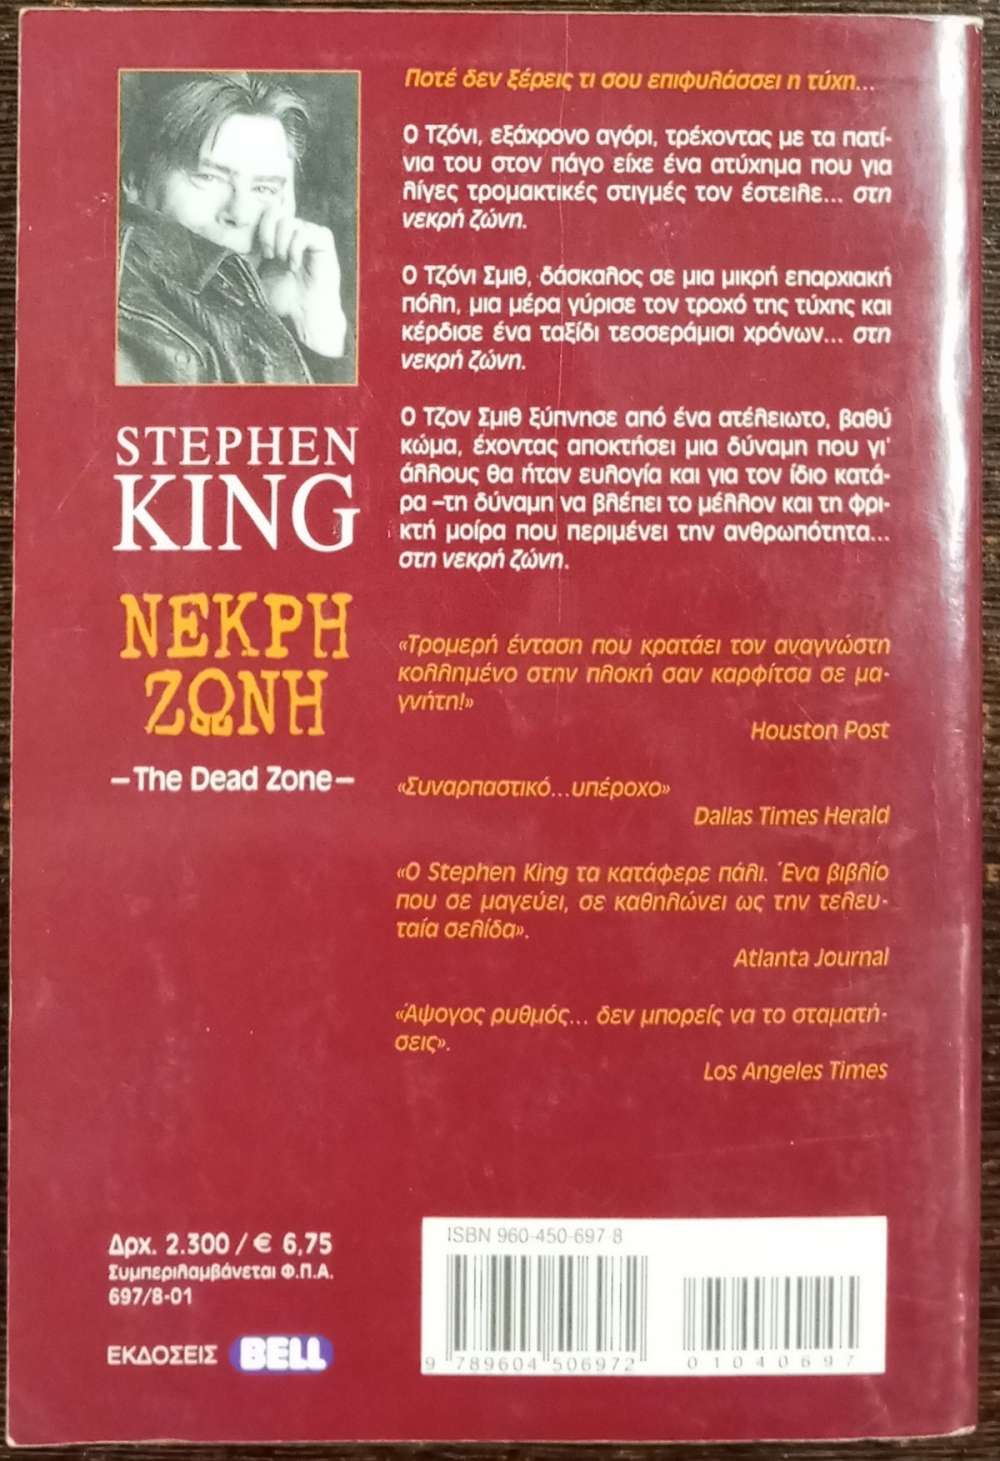 Ποτέ δεν ξέρεις τι σου επιφυλάσσει η τύχη...
Ο Τζόνι, εξάχρονο αγόρι, τρέχοντας με τα πατί-
νια του στον πάγο είχε ένα ατύχημα που για
λίγες τρομακτικές στιγμές τον έστειλε... στη
νεκρή ζώνη.
Ο Τζόνι Σμιθ, δάσκαλος σε μια μικρή επαρχιακή
πόλη, μια μέρα γύρισε τον τροχό της τύχης και
κέρδισε ένα ταξίδι τεσσεράμισι χρόνων... στη
νεκρή ζώνη.
Ο Τζον Σμιθ ξύπνησε από ένα ατέλειωτο, βαθύ
κώμα, έχοντας αποκτήσει μια δύναμη που γι'
άλλους θα ήταν ευλογία και για τον ίδιο κατά-
ρα –τη δύναμη να βλέπει το μέλλον και τη φρι-
κτή μοίρα που περιμένει την ανθρωπότητα...
στη νεκρή ζώνη.
STEPHEN
KING
ΝΕΚΡΗ
ΖΩΝΗ
– The Dead Zone –
«Τρομερή ένταση που κρατάει τον αναγνώστη
κολλημένο στην πλοκή σαν καρφίτσα σε μα-
γνήτη!»
Houston Post
«Συναρπαστικό...υπέροχο»
Dallas Times Herald
«Ο Stephen King τα κατάφερε πάλι. Ένα βιβλίο
που σε μαγεύει, σε καθηλώνει ως την τελευ-
ταία σελίδα».
Atlanta Journal
«Άψογος ρυθμός... δεν μπορείς να το σταματή-
σεις».
Los Angeles Times
Δρχ. 2.300 / € 6,75
Συμπεριλαμβάνεται Φ.Π.Α.
697/8-01
ΕΚΔΟΣΕΙΣ BELL
ISBN 960-450-697-8
9 789604 506972
01040697